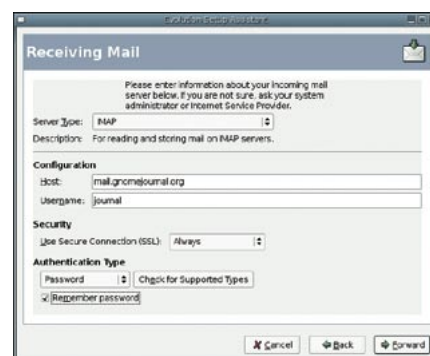 Evolution Setup Assistant
Receiving Mail
Please enter information about your incoming mail
server below. If you are not sure, ask your system
administrator or Internet Service Provider.
Server Type: IMAP
Description: For reading and storing mail on IMAP servers.
Configuration
Host: mail.gnomejournal.org
Username: journal
Security
Use Secure Connection (SSL): Always
Authentication Type
Password Check for Supported Types
Remember password
Cancel Back Forward